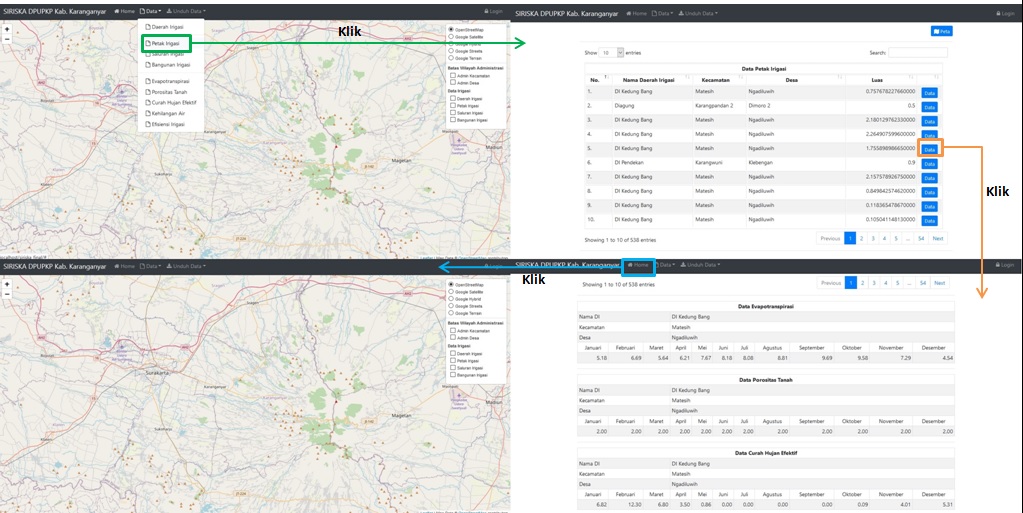 SIRISKA DPUPKP Kab. Karanganyar Home Data Unduh Data Login
+
−
Daerah Irigasi
Petak Irigasi
Saluran Irigasi
Bangunan Irigasi
Evapotranspirasi
Porositas Tanah
Curah Hujan Efektif
Kehilangan Air
Efisiensi Irigasi
Klik
OpenStreetMap
Google Satellite
Google Hybrid
Google Streets
Google Terrain
Batas Wilayah Administrasi
Admin Kecamatan
Admin Desa
Data Irigasi
Daerah Irigasi
Petak Irigasi
Saluran Irigasi
Bangunan Irigasi
Surakarta
Magetan
Madiun
SIRISKA DPUPKP Kab. Karanganyar Home Data Unduh Data Login
Peta
Show 10 entries Search:
Data Petak Irigasi
No. Nama Daerah Irigasi Kecamatan Desa Luas
1. DI Kedung Bang Matesih Ngadiluwih 0.757678227660000 Data
2. Diagung Karangpandan 2 Dimoro 2 0.5 Data
3. DI Kedung Bang Matesih Ngadiluwih 2.180129762330000 Data
4. DI Kedung Bang Matesih Ngadiluwih 2.264907599600000 Data
5. DI Kedung Bang Matesih Ngadiluwih 1.755898986650000 Data
6. DI Pendekan Karangwuni Klebengan 0.9 Data
7. DI Kedung Bang Matesih Ngadiluwih 2.157578926750000 Data
8. DI Kedung Bang Matesih Ngadiluwih 0.849842574620000 Data
9. DI Kedung Bang Matesih Ngadiluwih 0.118365478670000 Data
10. DI Kedung Bang Matesih Ngadiluwih 0.105041148130000 Data
Showing 1 to 10 of 538 entries Previous 1 2 3 4 5 ... 54 Next
Klik
SIRISKA DPUPKP Kab. Karanganyar Home Data Unduh Data Login
+
−
OpenStreetMap
Google Satellite
Google Hybrid
Google Streets
Google Terrain
Batas Wilayah Administrasi
Admin Kecamatan
Admin Desa
Data Irigasi
Daerah Irigasi
Petak Irigasi
Saluran Irigasi
Bangunan Irigasi
Surakarta
Magetan
Madiun
Klik
SIRISKA DPUPKP Kab. Karanganyar Home Data Unduh Data Login
Showing 1 to 10 of 538 entries Previous 1 2 3 4 5 ... 54 Next
Data Evapotranspirasi
Nama DI DI Kedung Bang
Kecamatan Matesih
Desa Ngadiluwih
Januari Februari Maret April Mei Juni Juli Agustus September Oktober November Desember
5.18 6.69 5.64 6.21 7.67 8.18 8.08 8.81 9.69 9.58 7.29 4.54
Data Porositas Tanah
Nama DI DI Kedung Bang
Kecamatan Matesih
Desa Ngadiluwih
Januari Februari Maret April Mei Juni Juli Agustus September Oktober November Desember
2.00 2.00 2.00 2.00 2.00 2.00 2.00 2.00 2.00 2.00 2.00 2.00
Data Curah Hujan Efektif
Nama DI DI Kedung Bang
Kecamatan Matesih
Desa Ngadiluwih
Januari Februari Maret April Mei Juni Juli Agustus September Oktober November Desember
6.82 12.30 6.80 3.50 0.86 0.00 0.00 0.00 0.00 0.09 4.01 5.31